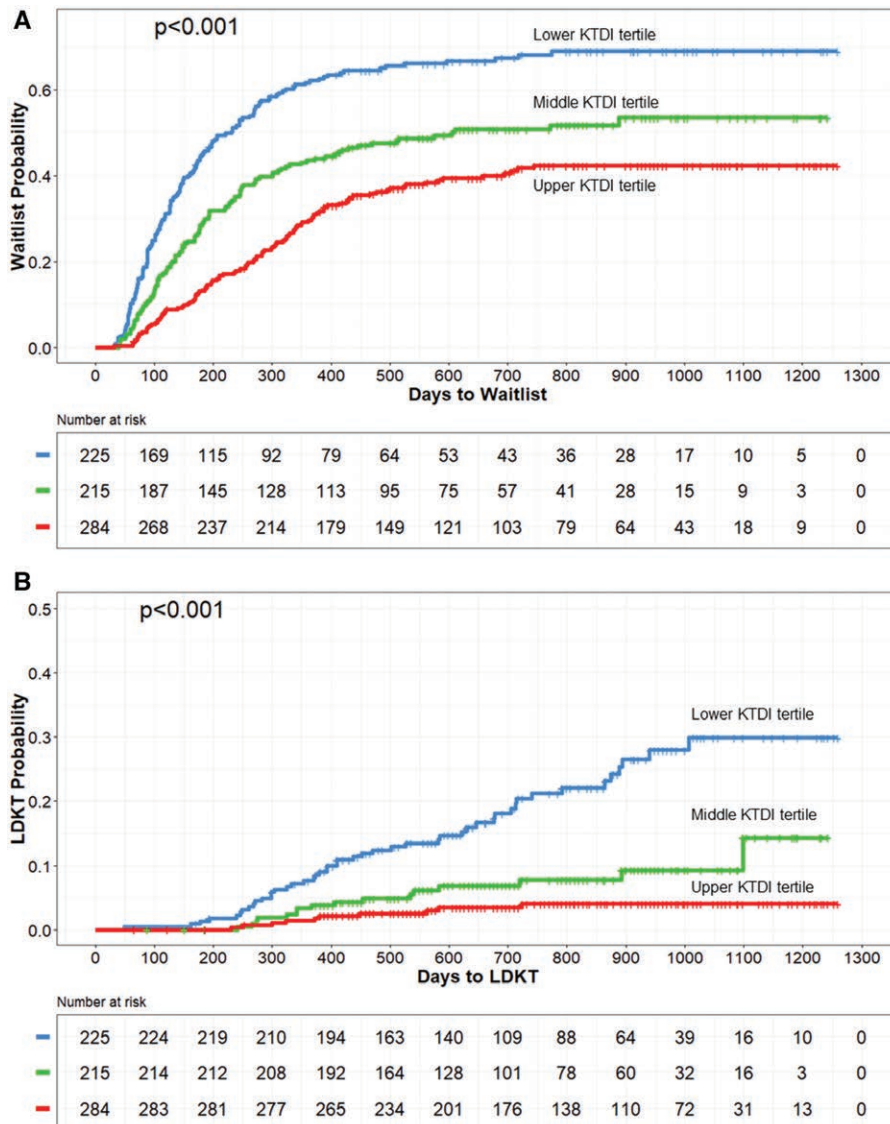 A
p<0.001
Lower KTDI tertile
Middle KTDI tertile
Upper KTDI tertile
Waitlist Probability
0.6
0.4
0.2
0.0
0 100 200 300 400 500 600 700 800 900 1000 1100 1200 1300
Days to Waitlist
Number at risk
225 169 115 92 79 64 53 43 36 28 17 10 5 0
215 187 145 128 113 95 75 57 41 28 15 9 3 0
284 268 237 214 179 149 121 103 79 64 43 18 9 0
B
p<0.001
Lower KTDI tertile
Middle KTDI tertile
Upper KTDI tertile
LDKT Probability
0.5
0.4
0.3
0.2
0.1
0.0
0 100 200 300 400 500 600 700 800 900 1000 1100 1200 1300
Days to LDKT
Number at risk
225 224 219 210 194 163 140 109 88 64 39 16 10 0
215 214 212 208 192 164 128 101 78 60 32 16 3 0
284 283 281 277 265 234 201 176 138 110 72 31 13 0